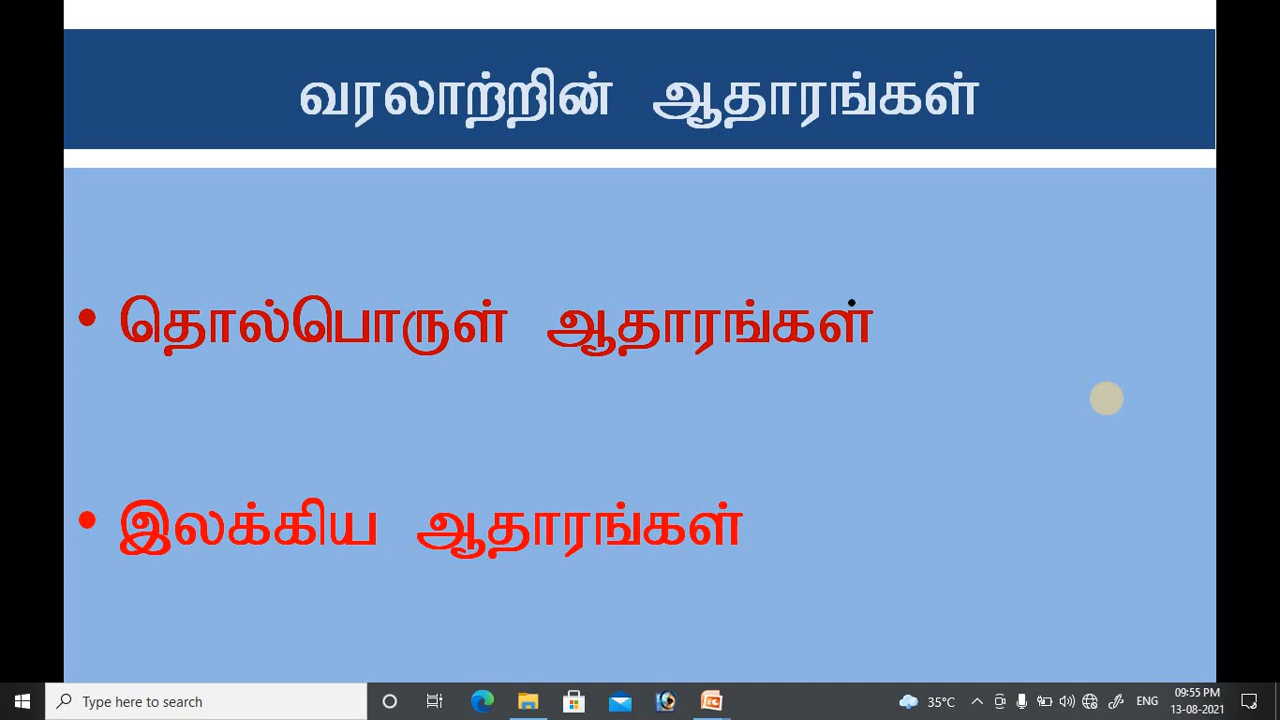 வரலாற்றின் ஆதாரங்கள்
• தொல்பொருள் ஆதாரங்கள்
• இலக்கிய ஆதாரங்கள்
Type here to search
35°C
ENG
09:55 PM
13-08-2021